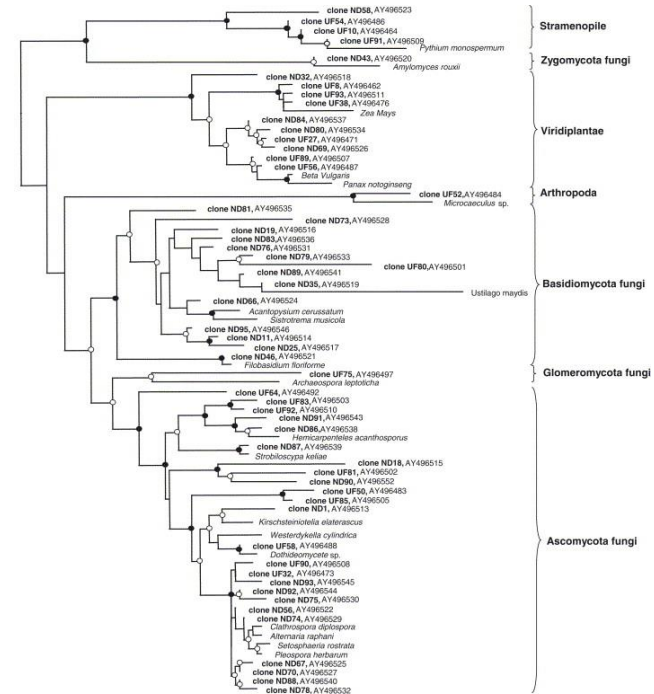 clone ND58, AY496523
clone UF54, AY496486
clone UF10, AY496464
clone UF91, AY496509
Pythium monospermum
Stramenopile
clone ND43, AY496520
Amylomyces rouxii
Zygomycota fungi
clone ND32, AY496518
clone UF8, AY496462
clone UF93, AY496511
clone UF38, AY496476
Zea Mays
clone ND84, AY496537
clone ND80, AY496534
clone UF27, AY496471
clone ND69, AY496526
clone UF89, AY496507
clone UF56, AY496487
Beta Vulgaris
Panax notoginseng
Viridiplantae
clone UF52, AY496484
Microcaeculus sp.
Arthropoda
clone ND81, AY496535
clone ND73, AY496528
clone ND19, AY496516
clone ND83, AY496536
clone ND76, AY496531
clone ND79, AY496533
clone UF80, AY496501
clone ND89, AY496541
clone ND35, AY496519
Ustilago maydis
clone ND66, AY496524
Acantopysium cerussatum
Sistrotrema musicola
clone ND95, AY496546
clone ND11, AY496514
clone ND25, AY496517
clone ND46, AY496521
Filobasidium floriforme
Basidiomycota fungi
clone UF75, AY496497
Archaeospora leptoticha
Glomeromycota fungi
clone UF64, AY496492
clone UF83, AY496503
clone UF92, AY496510
clone ND91, AY496543
clone ND86, AY496538
Hemicarpenteles acanthosporus
clone ND87, AY496539
Strobiloscypa keliae
clone ND18, AY496515
clone UF81, AY496502
clone ND90, AY496552
clone UF50, AY496483
clone UF85, AY496505
clone ND1, AY496513
Kirschsteiniotella elaterascus
Westerdykella cylindrica
clone UF58, AY496488
Dothideomycete sp.
clone UF90, AY496508
clone UF32, AY496473
clone ND93, AY496545
clone ND92, AY496544
clone ND75, AY496530
clone ND56, AY496522
clone ND74, AY496529
Clathrospora diplospora
Alternaria raphani
Setosphaeria rostrata
Pleospora herbarum
clone ND67, AY496525
clone ND70, AY496527
clone ND88, AY496540
clone ND78, AY496532
Ascomycota fungi